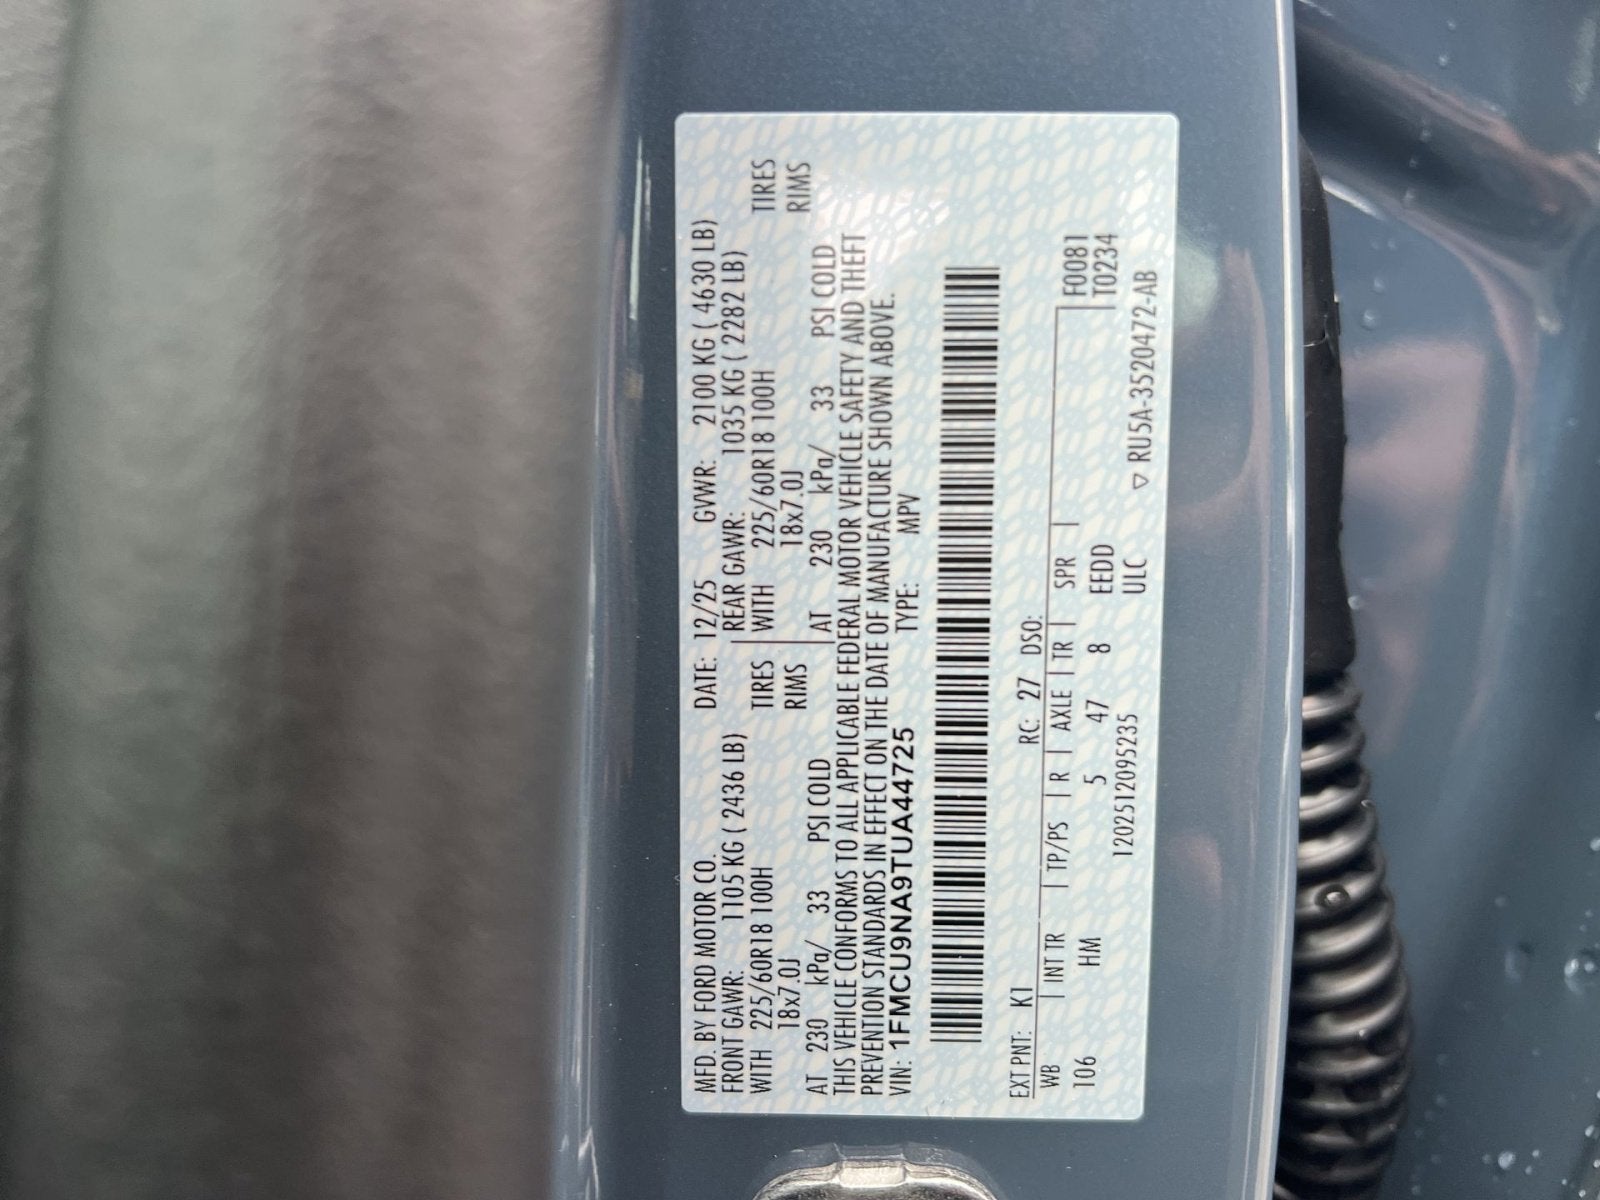 MFD. BY FORD MOTOR CO. DATE: 12/25 GVWR: 2100 KG ( 4630 LB)
FRONT GAWR: 1105 KG ( 2436 LB) REAR GAWR: 1035 KG ( 2282 LB)
WITH 225/60R18 100H TIRES WITH 225/60R18 100H TIRES
18x7.0J RIMS 18x7.0J RIMS
AT 230 kPa/ 33 PSI COLD AT 230 kPa/ 33 PSI COLD
THIS VEHICLE CONFORMS TO ALL APPLICABLE FEDERAL MOTOR VEHICLE SAFETY AND THEFT
PREVENTION STANDARDS IN EFFECT ON THE DATE OF MANUFACTURE SHOWN ABOVE.
VIN: 1FMCU9NA9TUA44725 TYPE: MPV
EXT PNT: K1 RC: 27 DSO:
WB INT TR TP/PS R AXLE TR SPR F0081
106 HM 5 47 8 EEDD T0234
1202512095235 ULC
▽ RU5A-3520472-AB